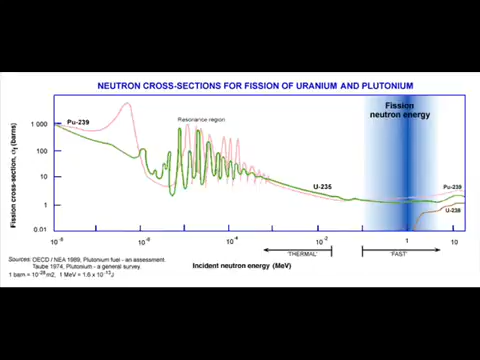 NEUTRON CROSS-SECTIONS FOR FISSION OF URANIUM AND PLUTONIUM
Fission cross-section, σf (barns)
1 000
100
10
1
0.01
Pu-239
Resonance region
Fission
neutron energy
U-235
Pu-239
U-238
10-8
10-6
10-4
10-2
1
10
'THERMAL'
'FAST'
Incident neutron energy (MeV)
Sources: OECD / NEA 1989, Plutonium fuel - an assessment.
Taube 1974, Plutonium - a general survey.
1 barn = 10-28 m2, 1 MeV = 1.6 x 10-13 J